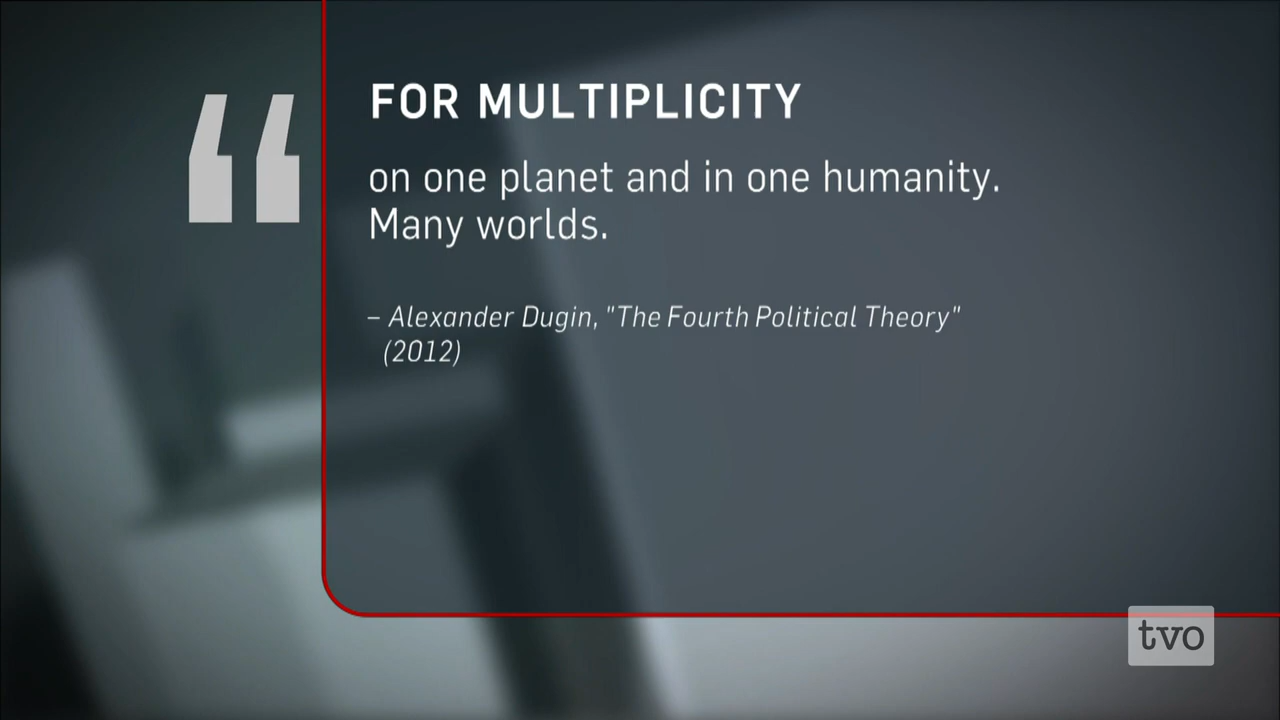 “
FOR MULTIPLICITY
on one planet and in one humanity.
Many worlds.
– Alexander Dugin, "The Fourth Political Theory"
(2012)
tvo